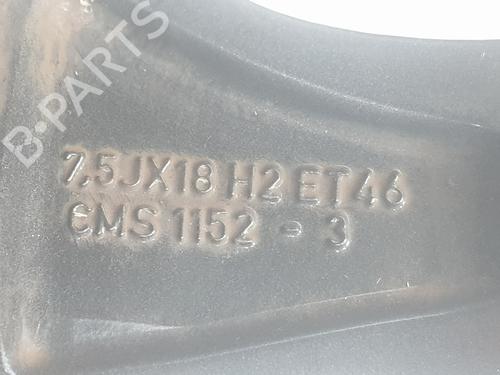 B-PARTS
7,5JX18 H2 ET46
CMS 1152 - 3